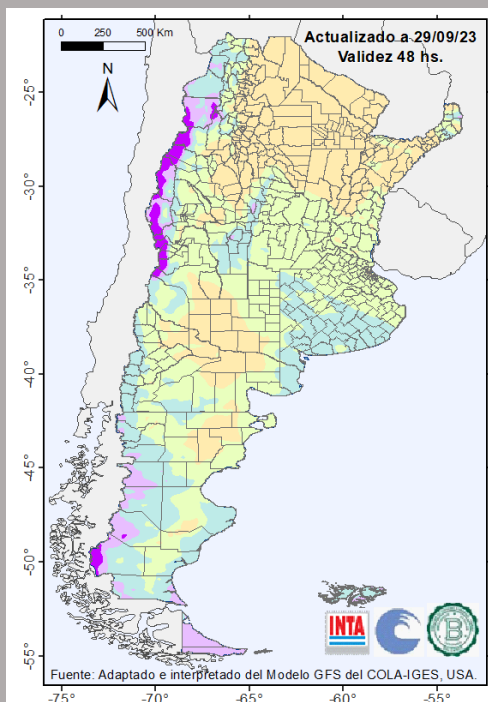 0 250 500 Km
Actualizado a 29/09/23
Validez 48 hs.
N
-25°
-30°
-35°
-40°
-45°
-50°
-55°
INTA
B
Fuente: Adaptado e interpretado del Modelo GFS del COLA-IGES, USA.
-75° -70° -65° -60° -55°